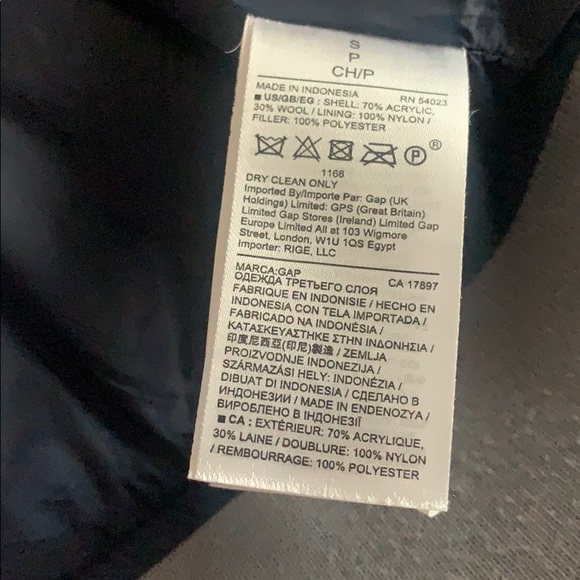 S
P
CH/P
MADE IN INDONESIA RN 54023
■ US/GB/EG : SHELL: 70% ACRYLIC,
30% WOOL / LINING: 100% NYLON /
FILLER: 100% POLYESTER
P ®
1166
DRY CLEAN ONLY
Imported By/Importe Par: Gap (UK
Holdings) Limited: GPS (Great Britain)
Limited Gap Stores (Ireland) Limited Gap
Europe Limited All at 103 Wigmore
Street, London, W1U 1QS Egypt
Importer: RIGE, LLC
MARCA:GAP CA 17897
ОДЕЖДА ТРЕТЬЕГО СЛОЯ
FABRIQUE EN INDONISIE / HECHO EN
INDONESIA CON TELA IMPORTADA /
FABRICADO NA INDONÉSIA /
ΚΑΤΑΣΚΕΥΑΣΤΗΚΕ ΣΤΗΝ ΙΝΔΟΝΗΣΙΑ /
印度尼西亞(印尼)製造 / ZEMLJA
PROIZVODNJE INDONEZIJA /
SZÁRMAZÁSI HELY: INDONÉZIA /
DIBUAT DI INDONESIA / СДЕЛАНО В
ИНДОНЕЗИИ / MADE IN ENDENOZYA /
ВИРОБЛЕНО В ІНДОНЕЗІЇ
■ CA : EXTÉRIEUR: 70% ACRYLIQUE,
30% LAINE / DOUBLURE: 100% NYLON
/ REMBOURRAGE: 100% POLYESTER